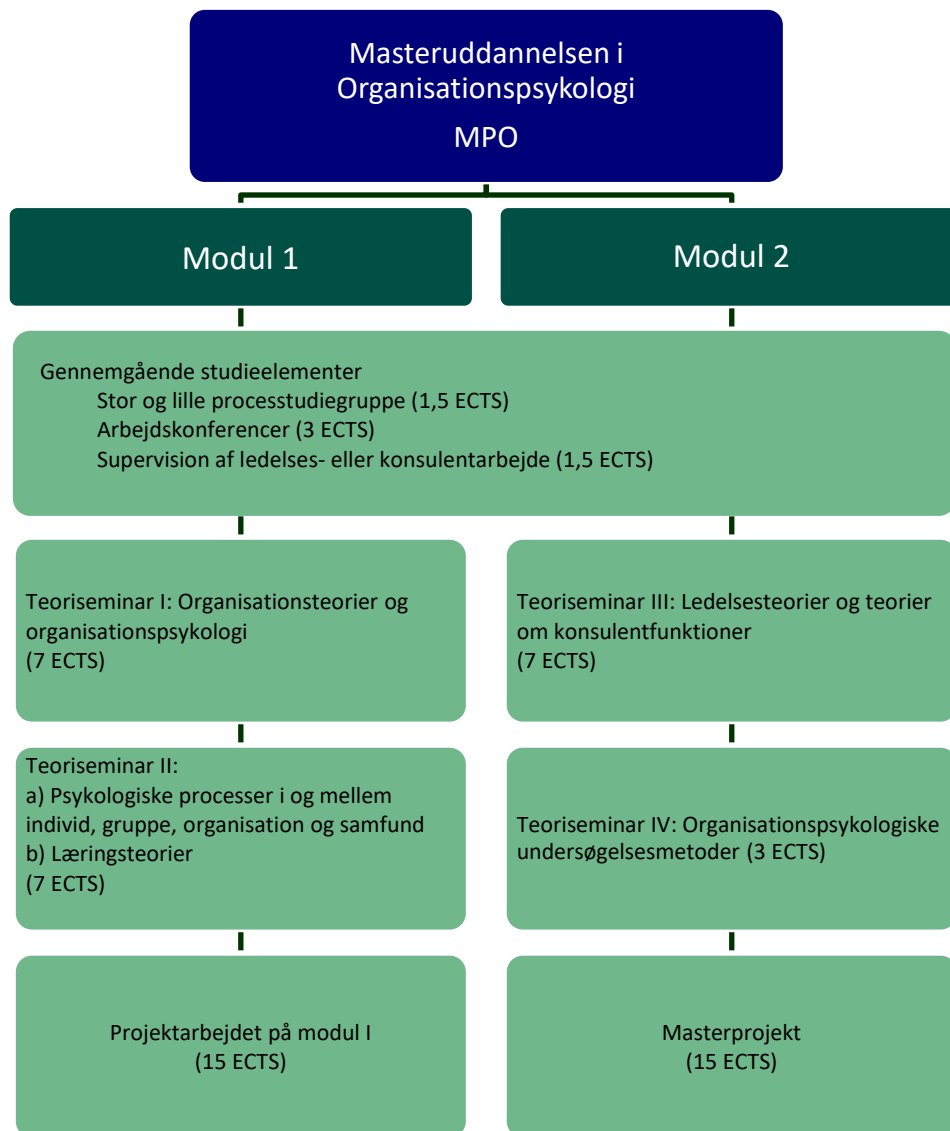 Masteruddannelsen i
Organisationspsykologi
MPO
Modul 1
Modul 2
Gennemgående studieelementer
Stor og lille processtudiegruppe (1,5 ECTS)
Arbejdskonferencer (3 ECTS)
Supervision af ledelses- eller konsulentarbejde (1,5 ECTS)
Teoriseminar I: Organisationsteorier og
organisationspsykologi
(7 ECTS)
Teoriseminar III: Ledelsesteorier og teorier
om konsulentfunktioner
(7 ECTS)
Teoriseminar II:
a) Psykologiske processer i og mellem
individ, gruppe, organisation og samfund
b) Læringsteorier
(7 ECTS)
Teoriseminar IV: Organisationspsykologiske
undersøgelsesmetoder (3 ECTS)
Projektarbejdet på modul I
(15 ECTS)
Masterprojekt
(15 ECTS)